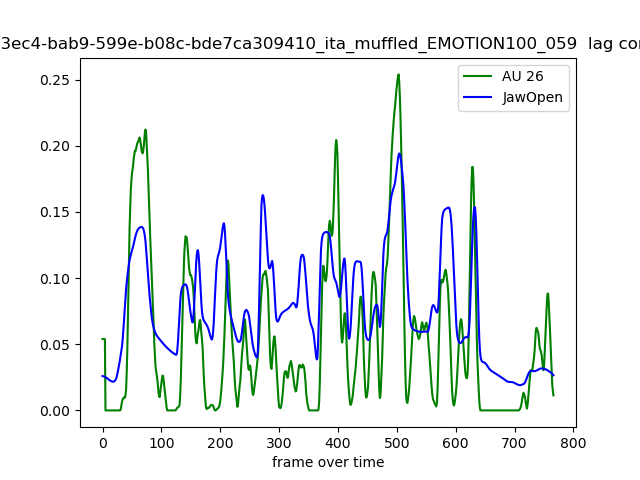 3ec4-bab9-599e-b08c-bde7ca309410_ita_muffled_EMOTION100_059 lag cor
AU 26
JawOpen
0.25
0.20
0.15
0.10
0.05
0.00
0 100 200 300 400 500 600 700 800
frame over time